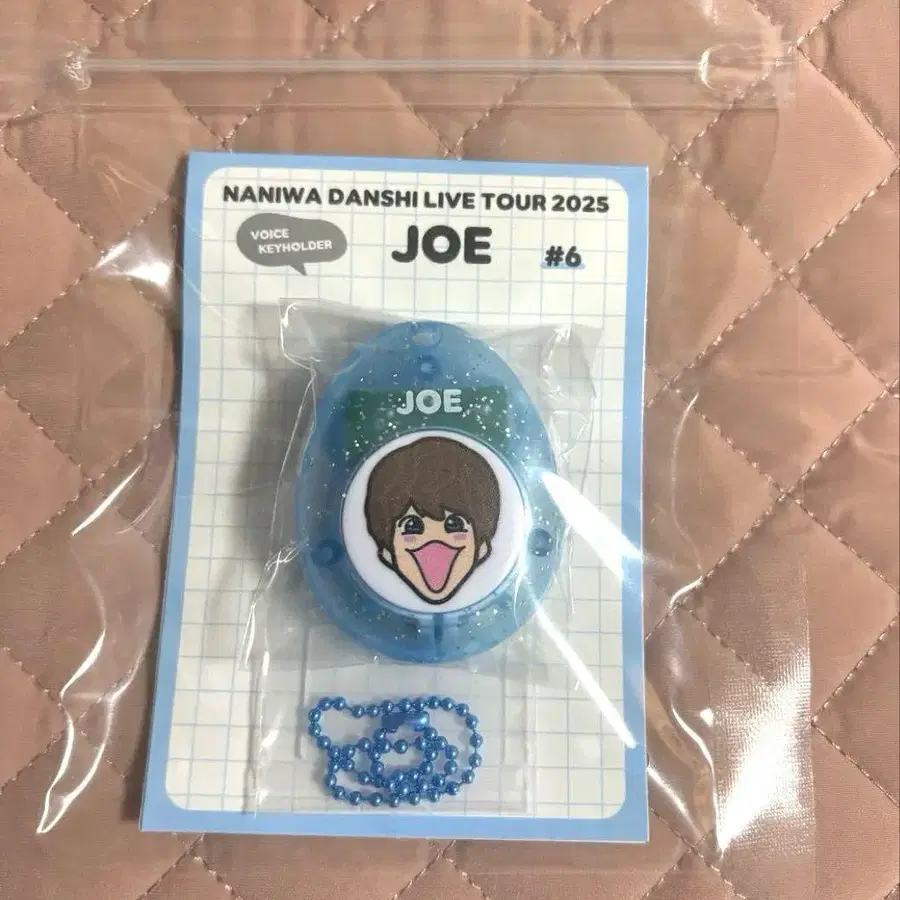 NANIWA DANSHI LIVE TOUR 2025
VOICE
KEYHOLDER
JOE
#6
JOE